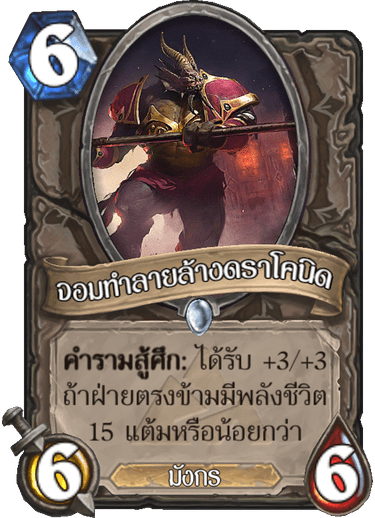 6
จอมทำลายล้างดราโคนิด
คำรามสู้ศึก: ได้รับ +3/+3
ถ้าฝ่ายตรงข้ามมีพลังชีวิต
15 แต้มหรือน้อยกว่า
6 มังกร 6